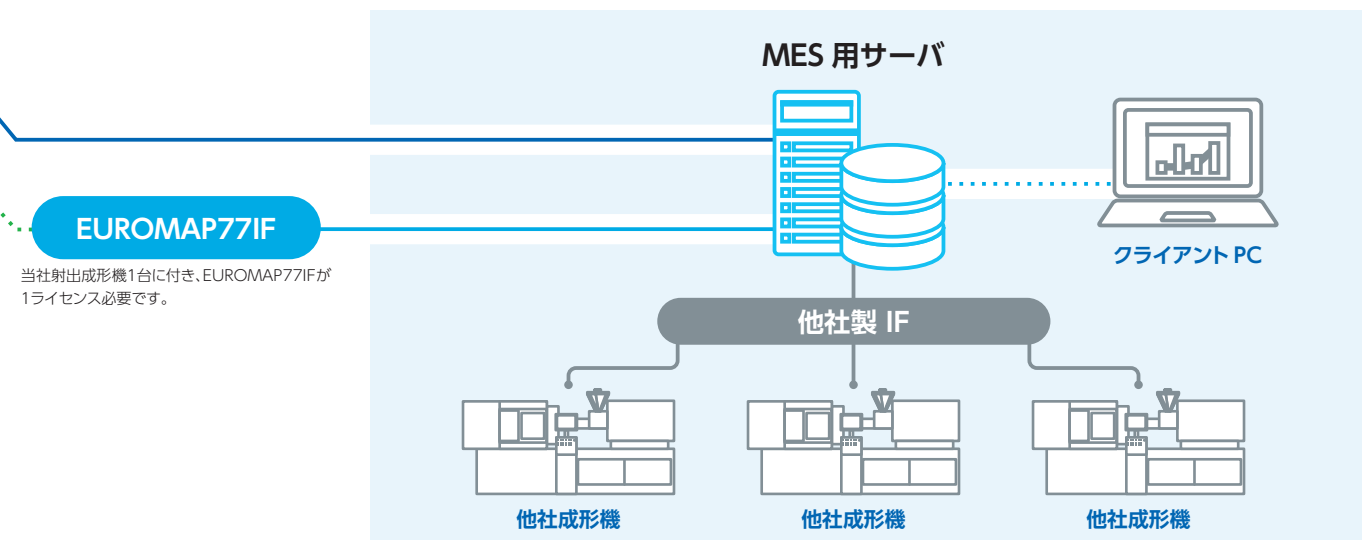 MES 用サーバ
EUROMAP77IF
当社射出成形機1台に付き、EUROMAP77IFが
1ライセンス必要です。
クライアント PC
他社製 IF
他社成形機
他社成形機
他社成形機